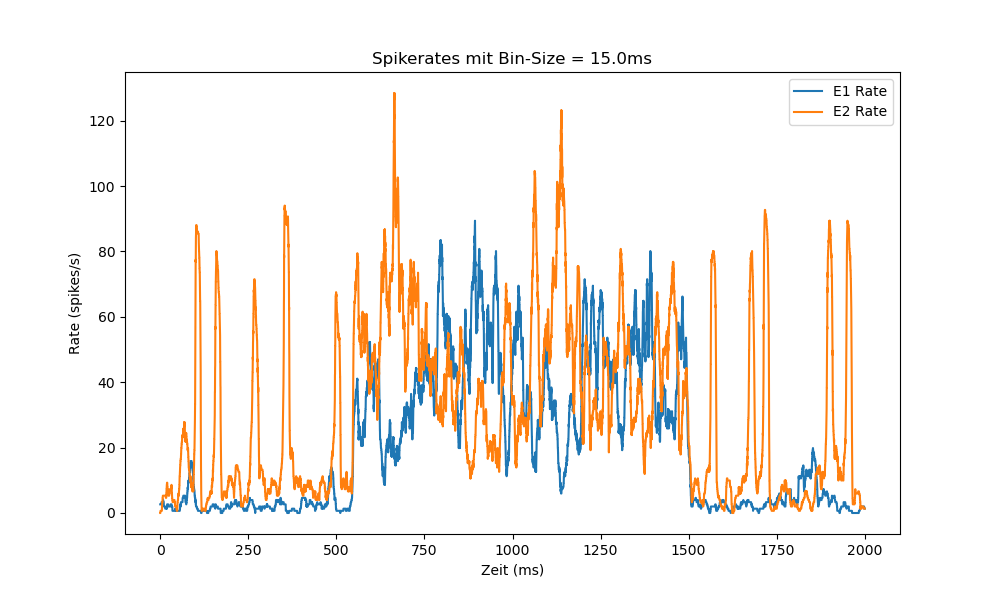 Spikerates mit Bin-Size = 15.0ms
E1 Rate
E2 Rate
120
100
80
60
40
20
0
Rate (spikes/s)
0 250 500 750 1000 1250 1500 1750 2000
Zeit (ms)